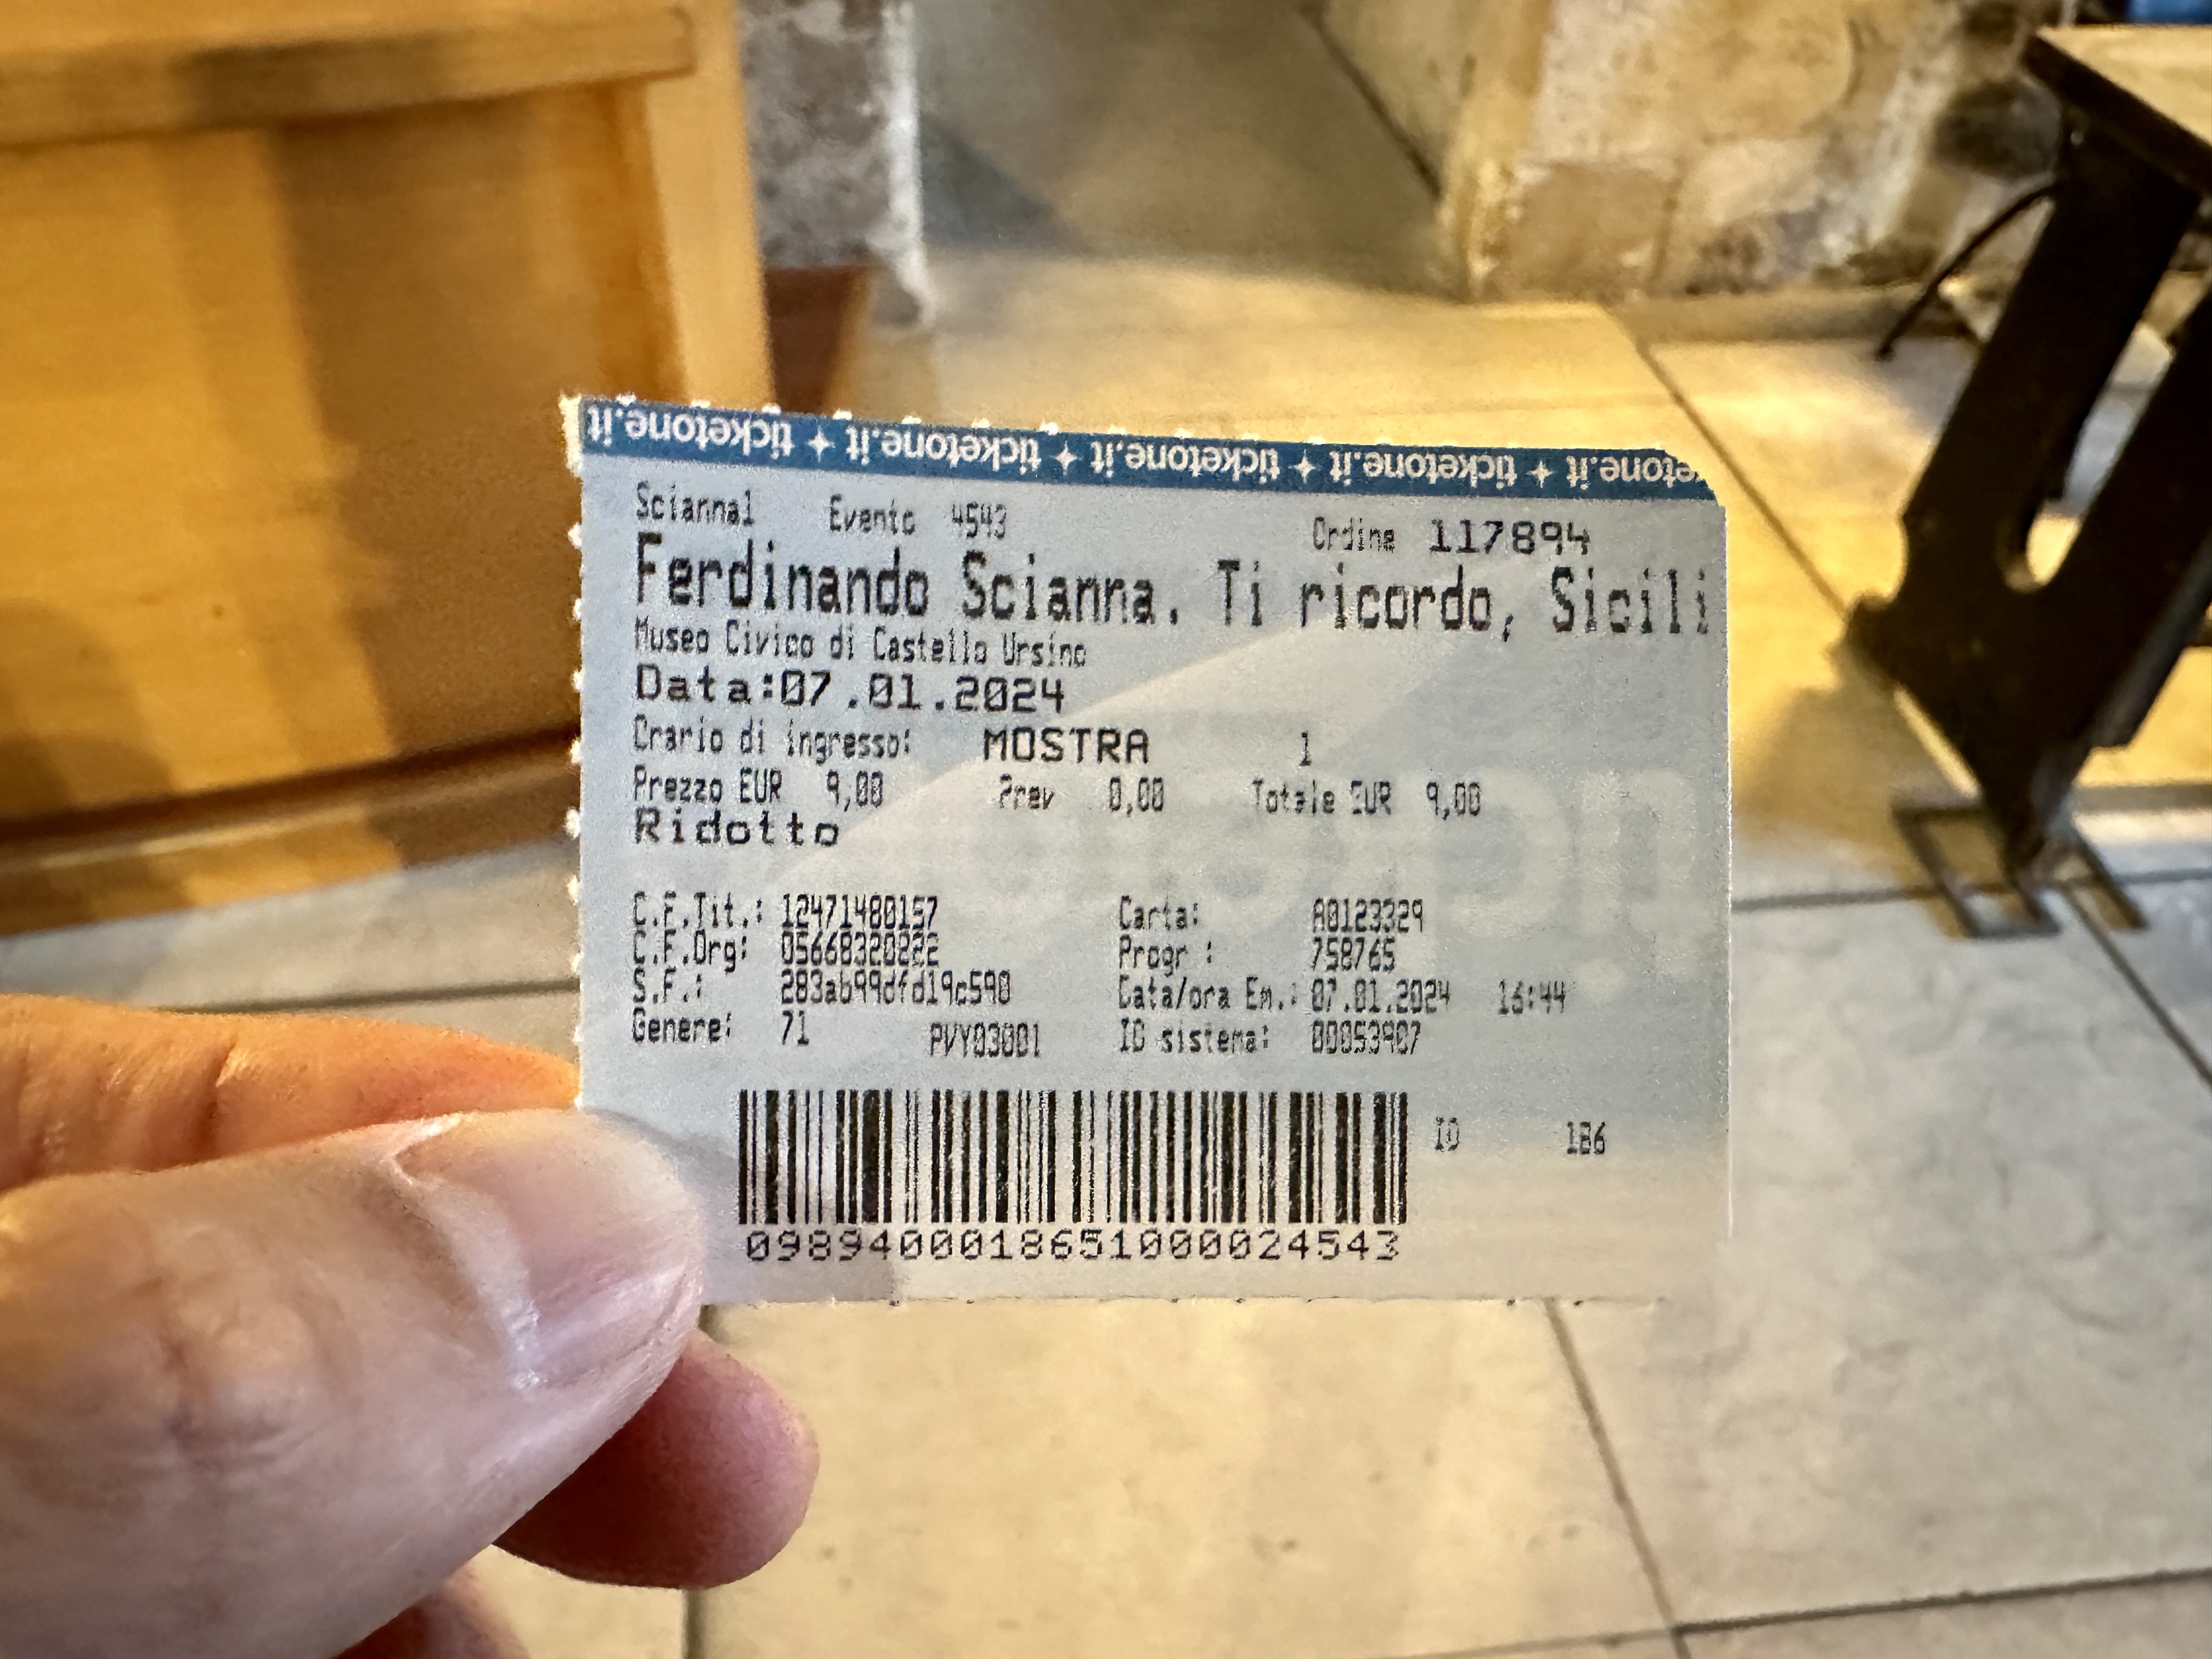 ticketone.it ✦ ticketone.it ✦ ticketone.it ✦ ticketone.it ✦ ticketone.it
Scianna1 Evento 4543 Ordine 117894
Ferdinando Scianna. Ti ricordo, Sicili
Museo Civico di Castello Ursino
Data:07.01.2024
Orario di ingresso: MOSTRA 1
Prezzo EUR 9,00 Prev 0,00 Totale EUR 9,00
Ridotto
C.F.Tit.: 12471480157 Carta: A0123329
C.F.Org: 05668320222 Progr : 758765
S.F.: 283ab99dfd19c590 Data/ora Em.: 07.01.2024 16:44
Genere: 71 PVY03001 ID sistema: 00053907
ID 186
0989400018651000024543